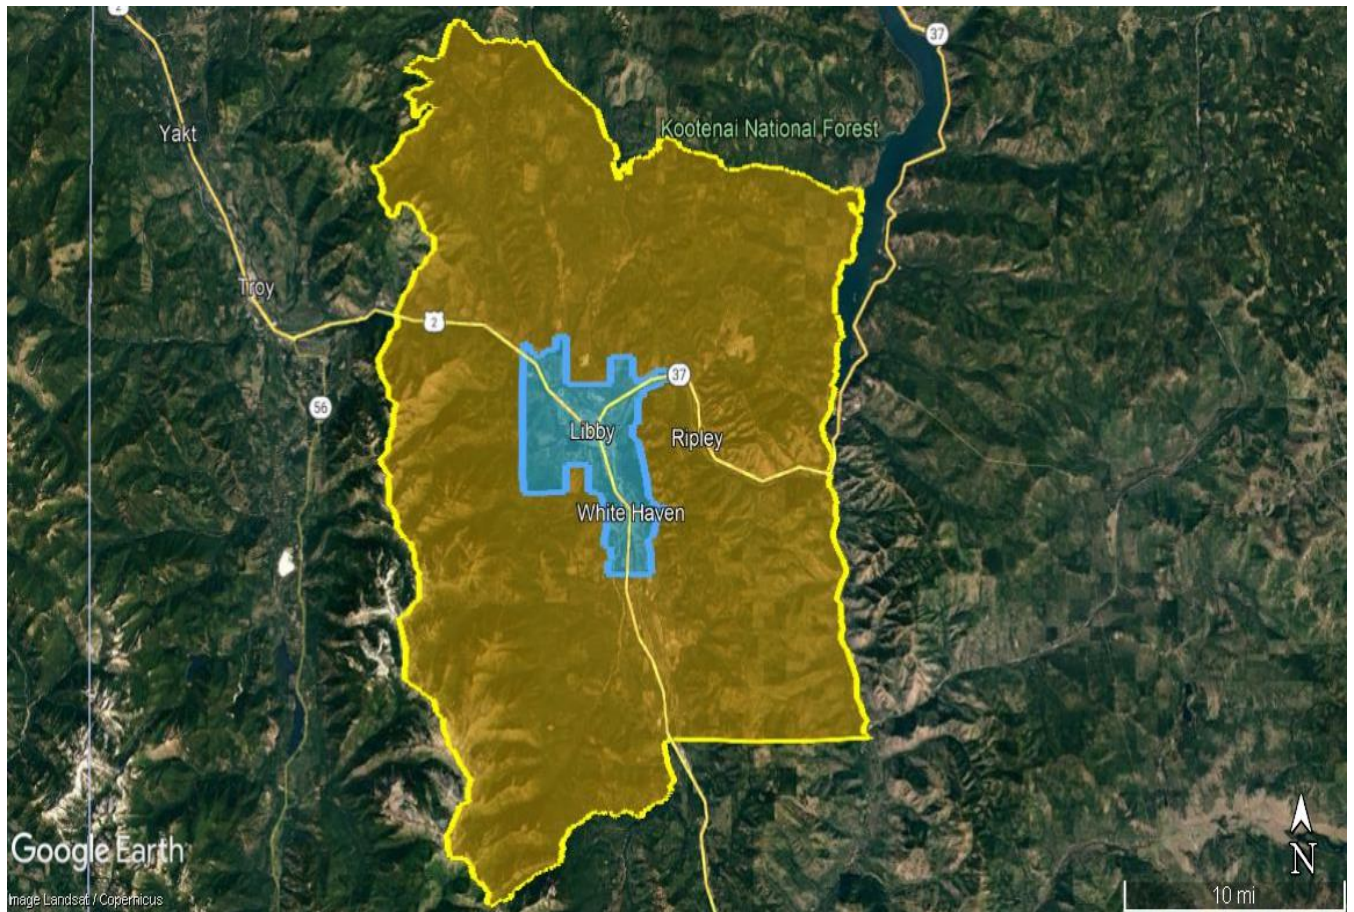 2
37
Kootenai National Forest
Yakt
Troy
2
37
56
Libby
Ripley
White Haven
Google Earth
N
Image Landsat / Copernicus
10 mi